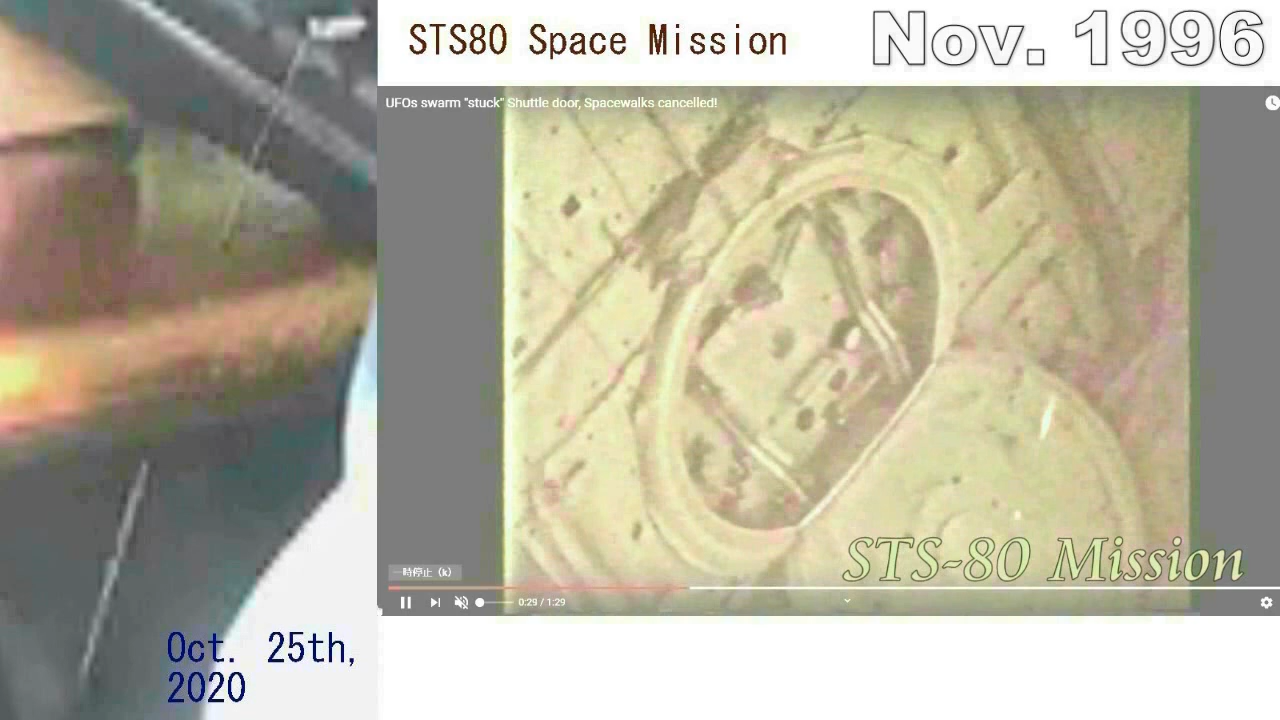 STS80 Space Mission
Nov. 1996
UFOs swarm "stuck" Shuttle door, Spacewalks cancelled!
STS-80 Mission
一時停止 (k)
0:29 / 1:29
Oct. 25th,
2020